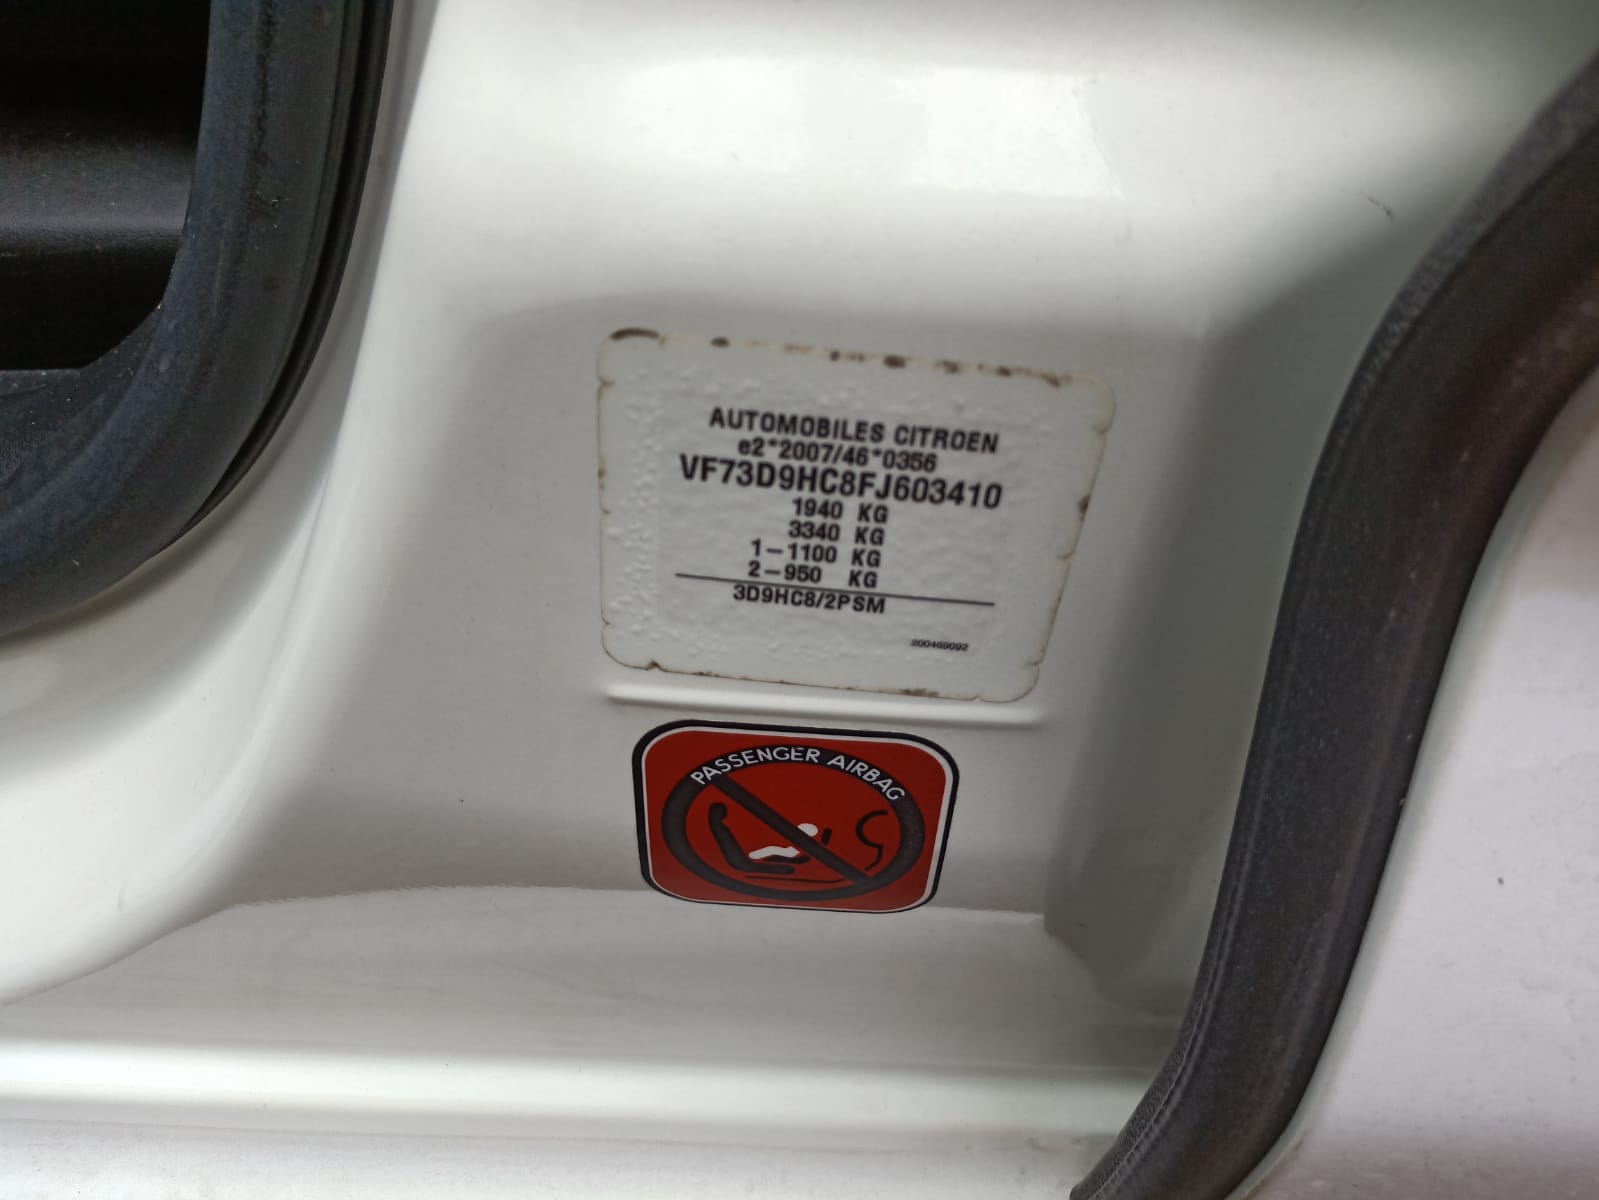 AUTOMOBILES CITROEN
e2*2007/46*0356
VF73D9HC8FJ603410
1940 KG
3340 KG
1-1100 KG
2-950 KG
3D9HC8/2PSM
200469092
PASSENGER AIRBAG